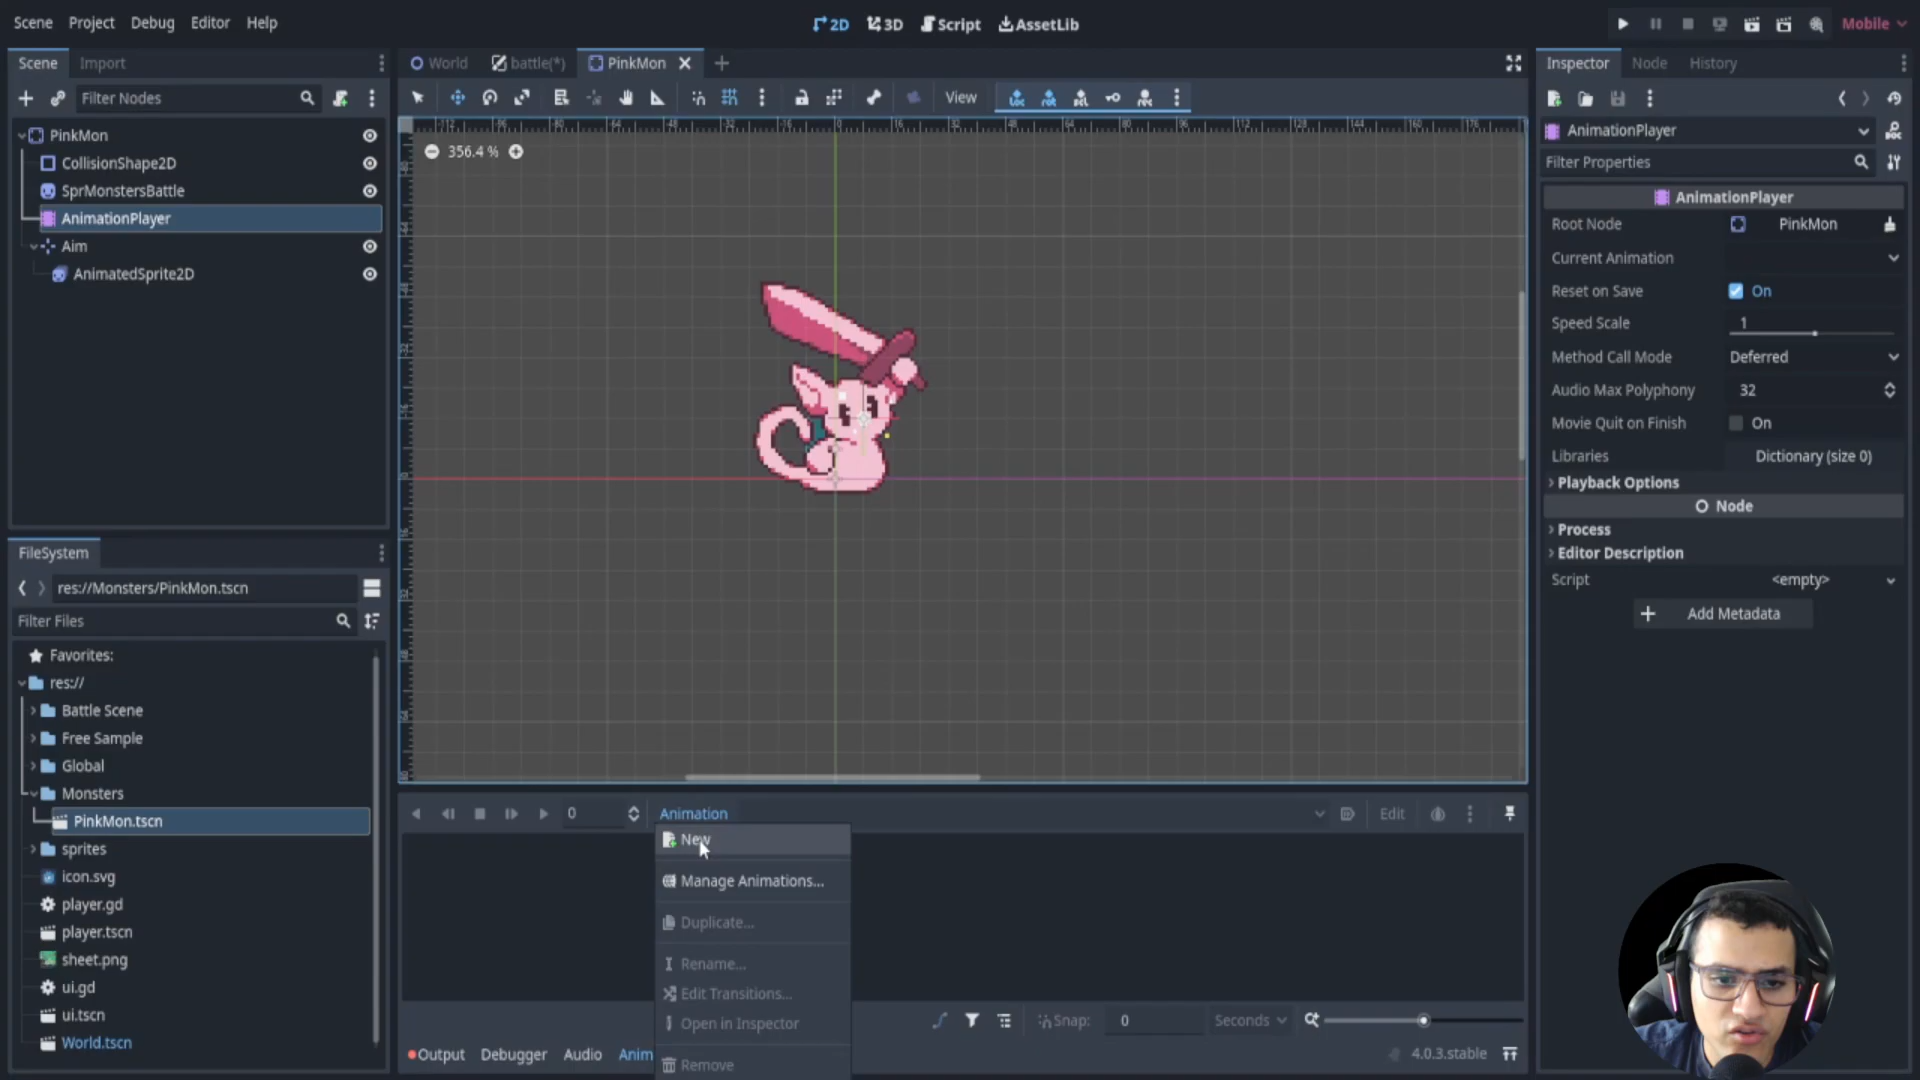 Scene Project Debug Editor Help
2D 3D Script AssetLib
Mobile
Scene Import
World battle(*) PinkMon
Inspector Node History
Filter Nodes
View
PinkMon
CollisionShape2D
SprMonstersBattle
AnimationPlayer
Aim
AnimatedSprite2D
356.4 %
AnimationPlayer
Filter Properties
AnimationPlayer
Root Node PinkMon
Current Animation
Reset on Save On
Speed Scale 1
Method Call Mode Deferred
Audio Max Polyphony 32
Movie Quit on Finish On
Libraries Dictionary (size 0)
Playback Options
Node
Process
Editor Description
Script <empty>
Add Metadata
FileSystem
res://Monsters/PinkMon.tscn
Filter Files
Favorites:
res://
Battle Scene
Free Sample
Global
Monsters
PinkMon.tscn
sprites
icon.svg
player.gd
player.tscn
sheet.png
ui.gd
ui.tscn
World.tscn
0 Animation Edit
New
Manage Animations...
Duplicate...
Rename...
Edit Transitions...
Open in Inspector
Remove
Snap: 0 Seconds
Output Debugger Audio Anim
4.0.3.stable